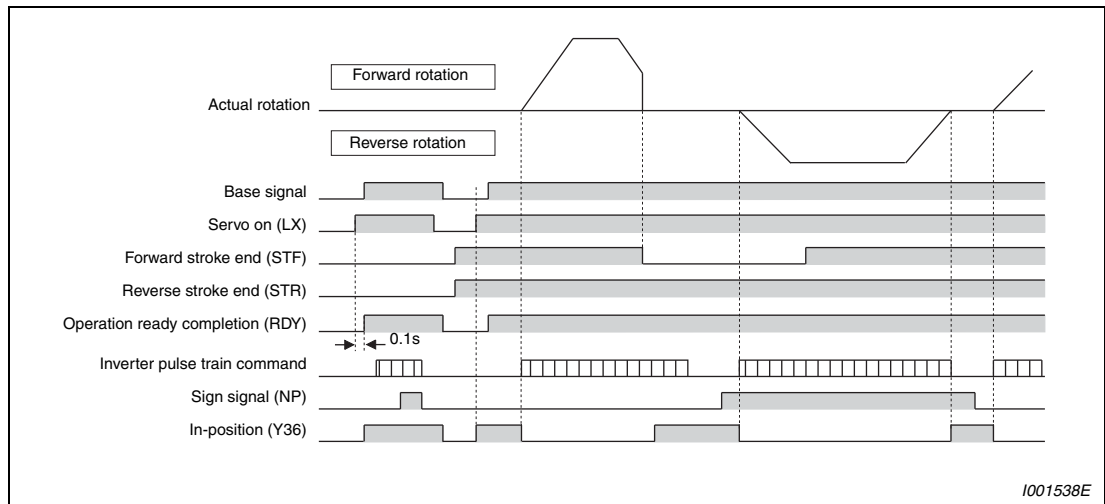 Forward rotation
Actual rotation
Reverse rotation
Base signal
Servo on (LX)
Forward stroke end (STF)
Reverse stroke end (STR)
Operation ready completion (RDY)
0.1s
Inverter pulse train command
Sign signal (NP)
In-position (Y36)
I001538E